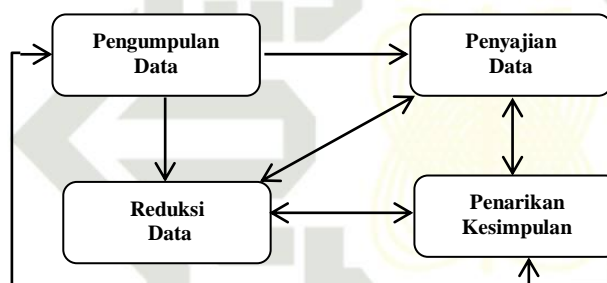 Pengumpulan
Data
Penyajian
Data
Reduksi
Data
Penarikan
Kesimpulan